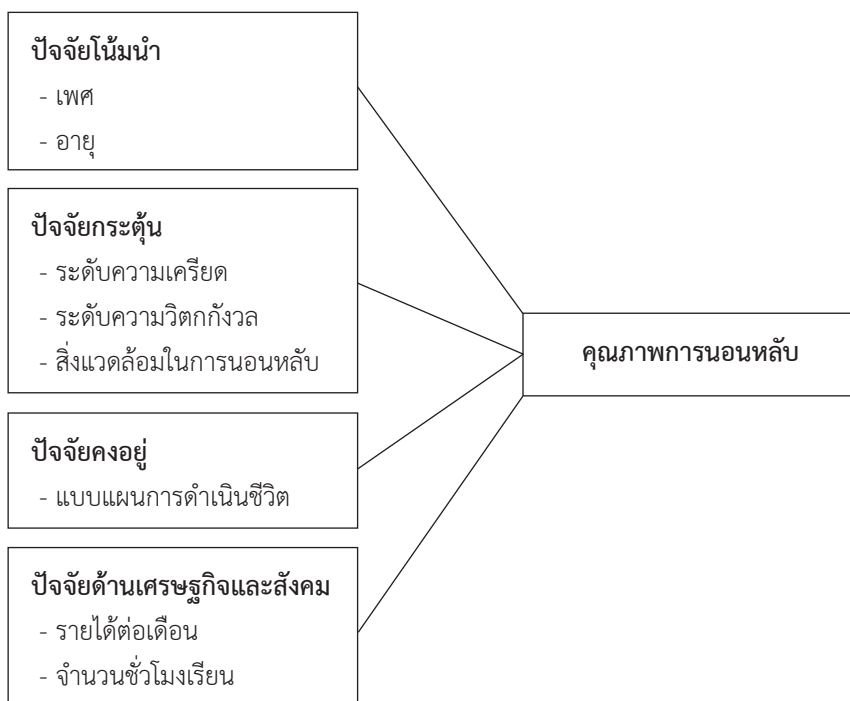 ปัจจัยโน้มนำ
- เพศ
- อายุ
ปัจจัยกระตุ้น
- ระดับความเครียด
- ระดับความวิตกกังวล
- สิ่งแวดล้อมในการนอนหลับ
ปัจจัยคงอยู่
- แบบแผนการดำเนินชีวิต
ปัจจัยด้านเศรษฐกิจและสังคม
- รายได้ต่อเดือน
- จำนวนชั่วโมงเรียน
คุณภาพการนอนหลับ